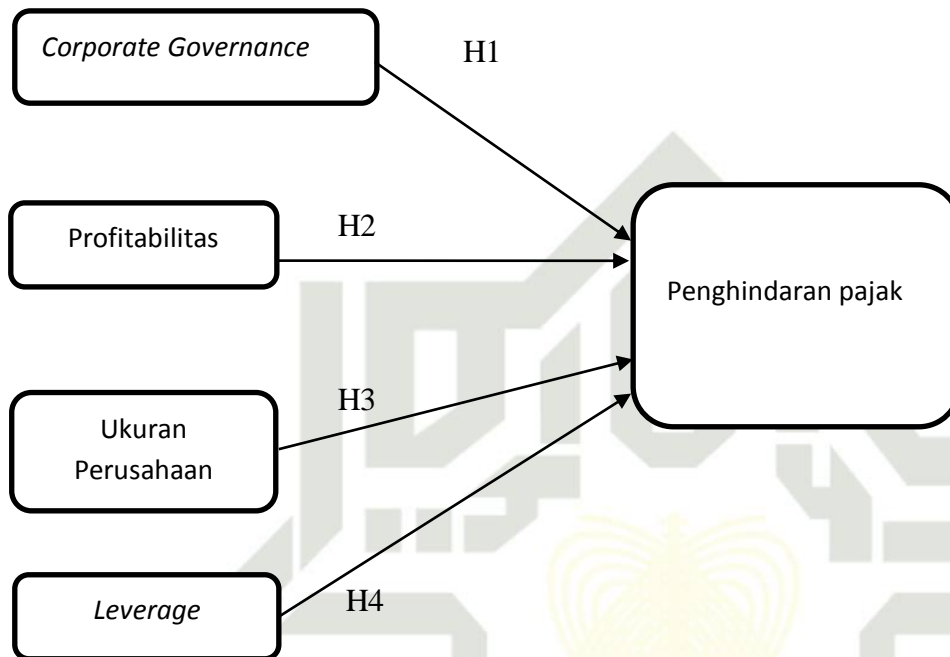 Corporate Governance
H1
Profitabilitas
H2
Penghindaran pajak
Ukuran
Perusahaan
H3
Leverage
H4